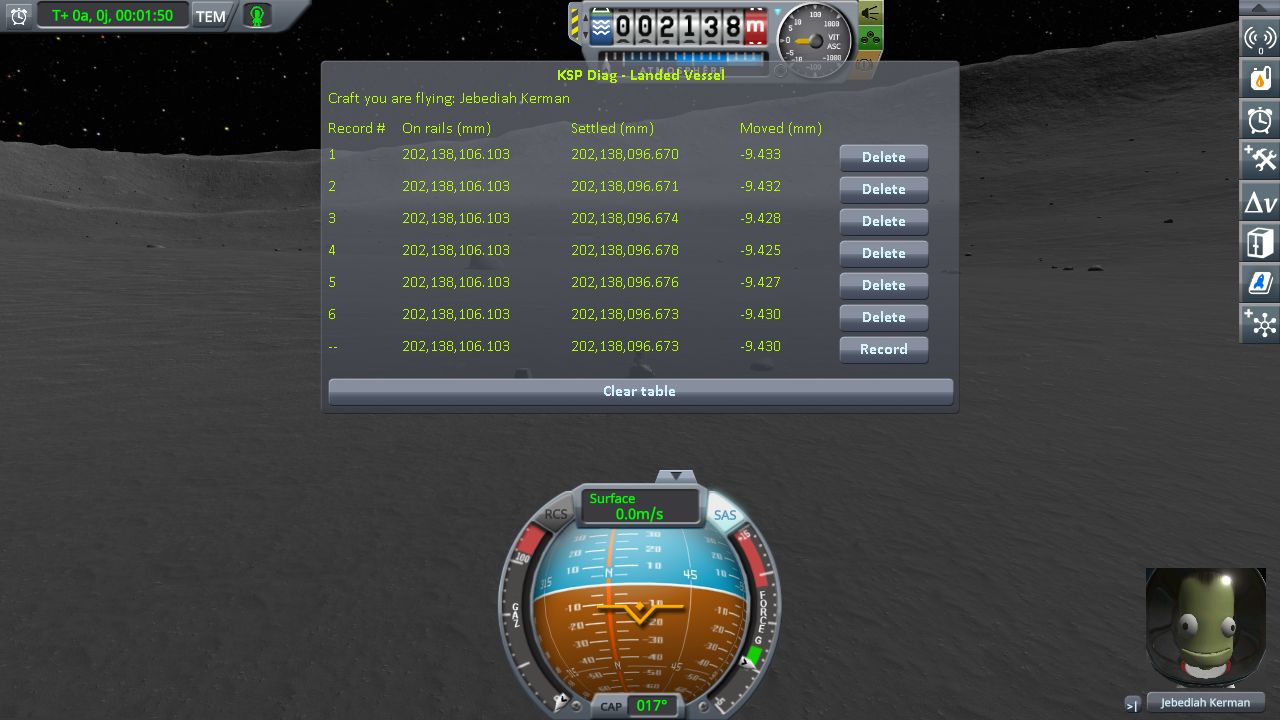 T+ 0a, 0j, 00:01:50 TEM
002138 m
VIT
ASC
ATMOSPHÈRE
KSP Diag - Landed Vessel
Craft you are flying: Jebediah Kerman
Record # On rails (mm) Settled (mm) Moved (mm)
1 202,138,106.103 202,138,096.670 -9.433 Delete
2 202,138,106.103 202,138,096.671 -9.432 Delete
3 202,138,106.103 202,138,096.674 -9.428 Delete
4 202,138,106.103 202,138,096.678 -9.425 Delete
5 202,138,106.103 202,138,096.676 -9.427 Delete
6 202,138,106.103 202,138,096.673 -9.430 Delete
-- 202,138,106.103 202,138,096.673 -9.430 Record
Clear table
Δv
Surface
0.0m/s
RCS SAS
GAZ
FORCE G
CAP 017°
>| Jebediah Kerman